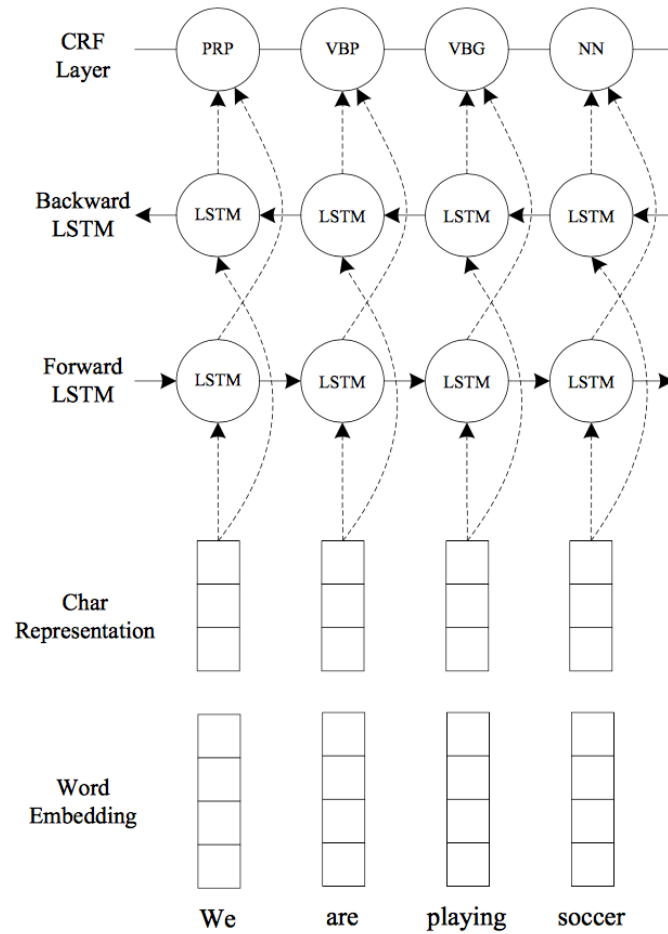 CRF
Layer
PRP VBP VBG NN
Backward
LSTM
LSTM LSTM LSTM LSTM
Forward
LSTM
LSTM LSTM LSTM LSTM
Char
Representation
Word
Embedding
We are playing soccer